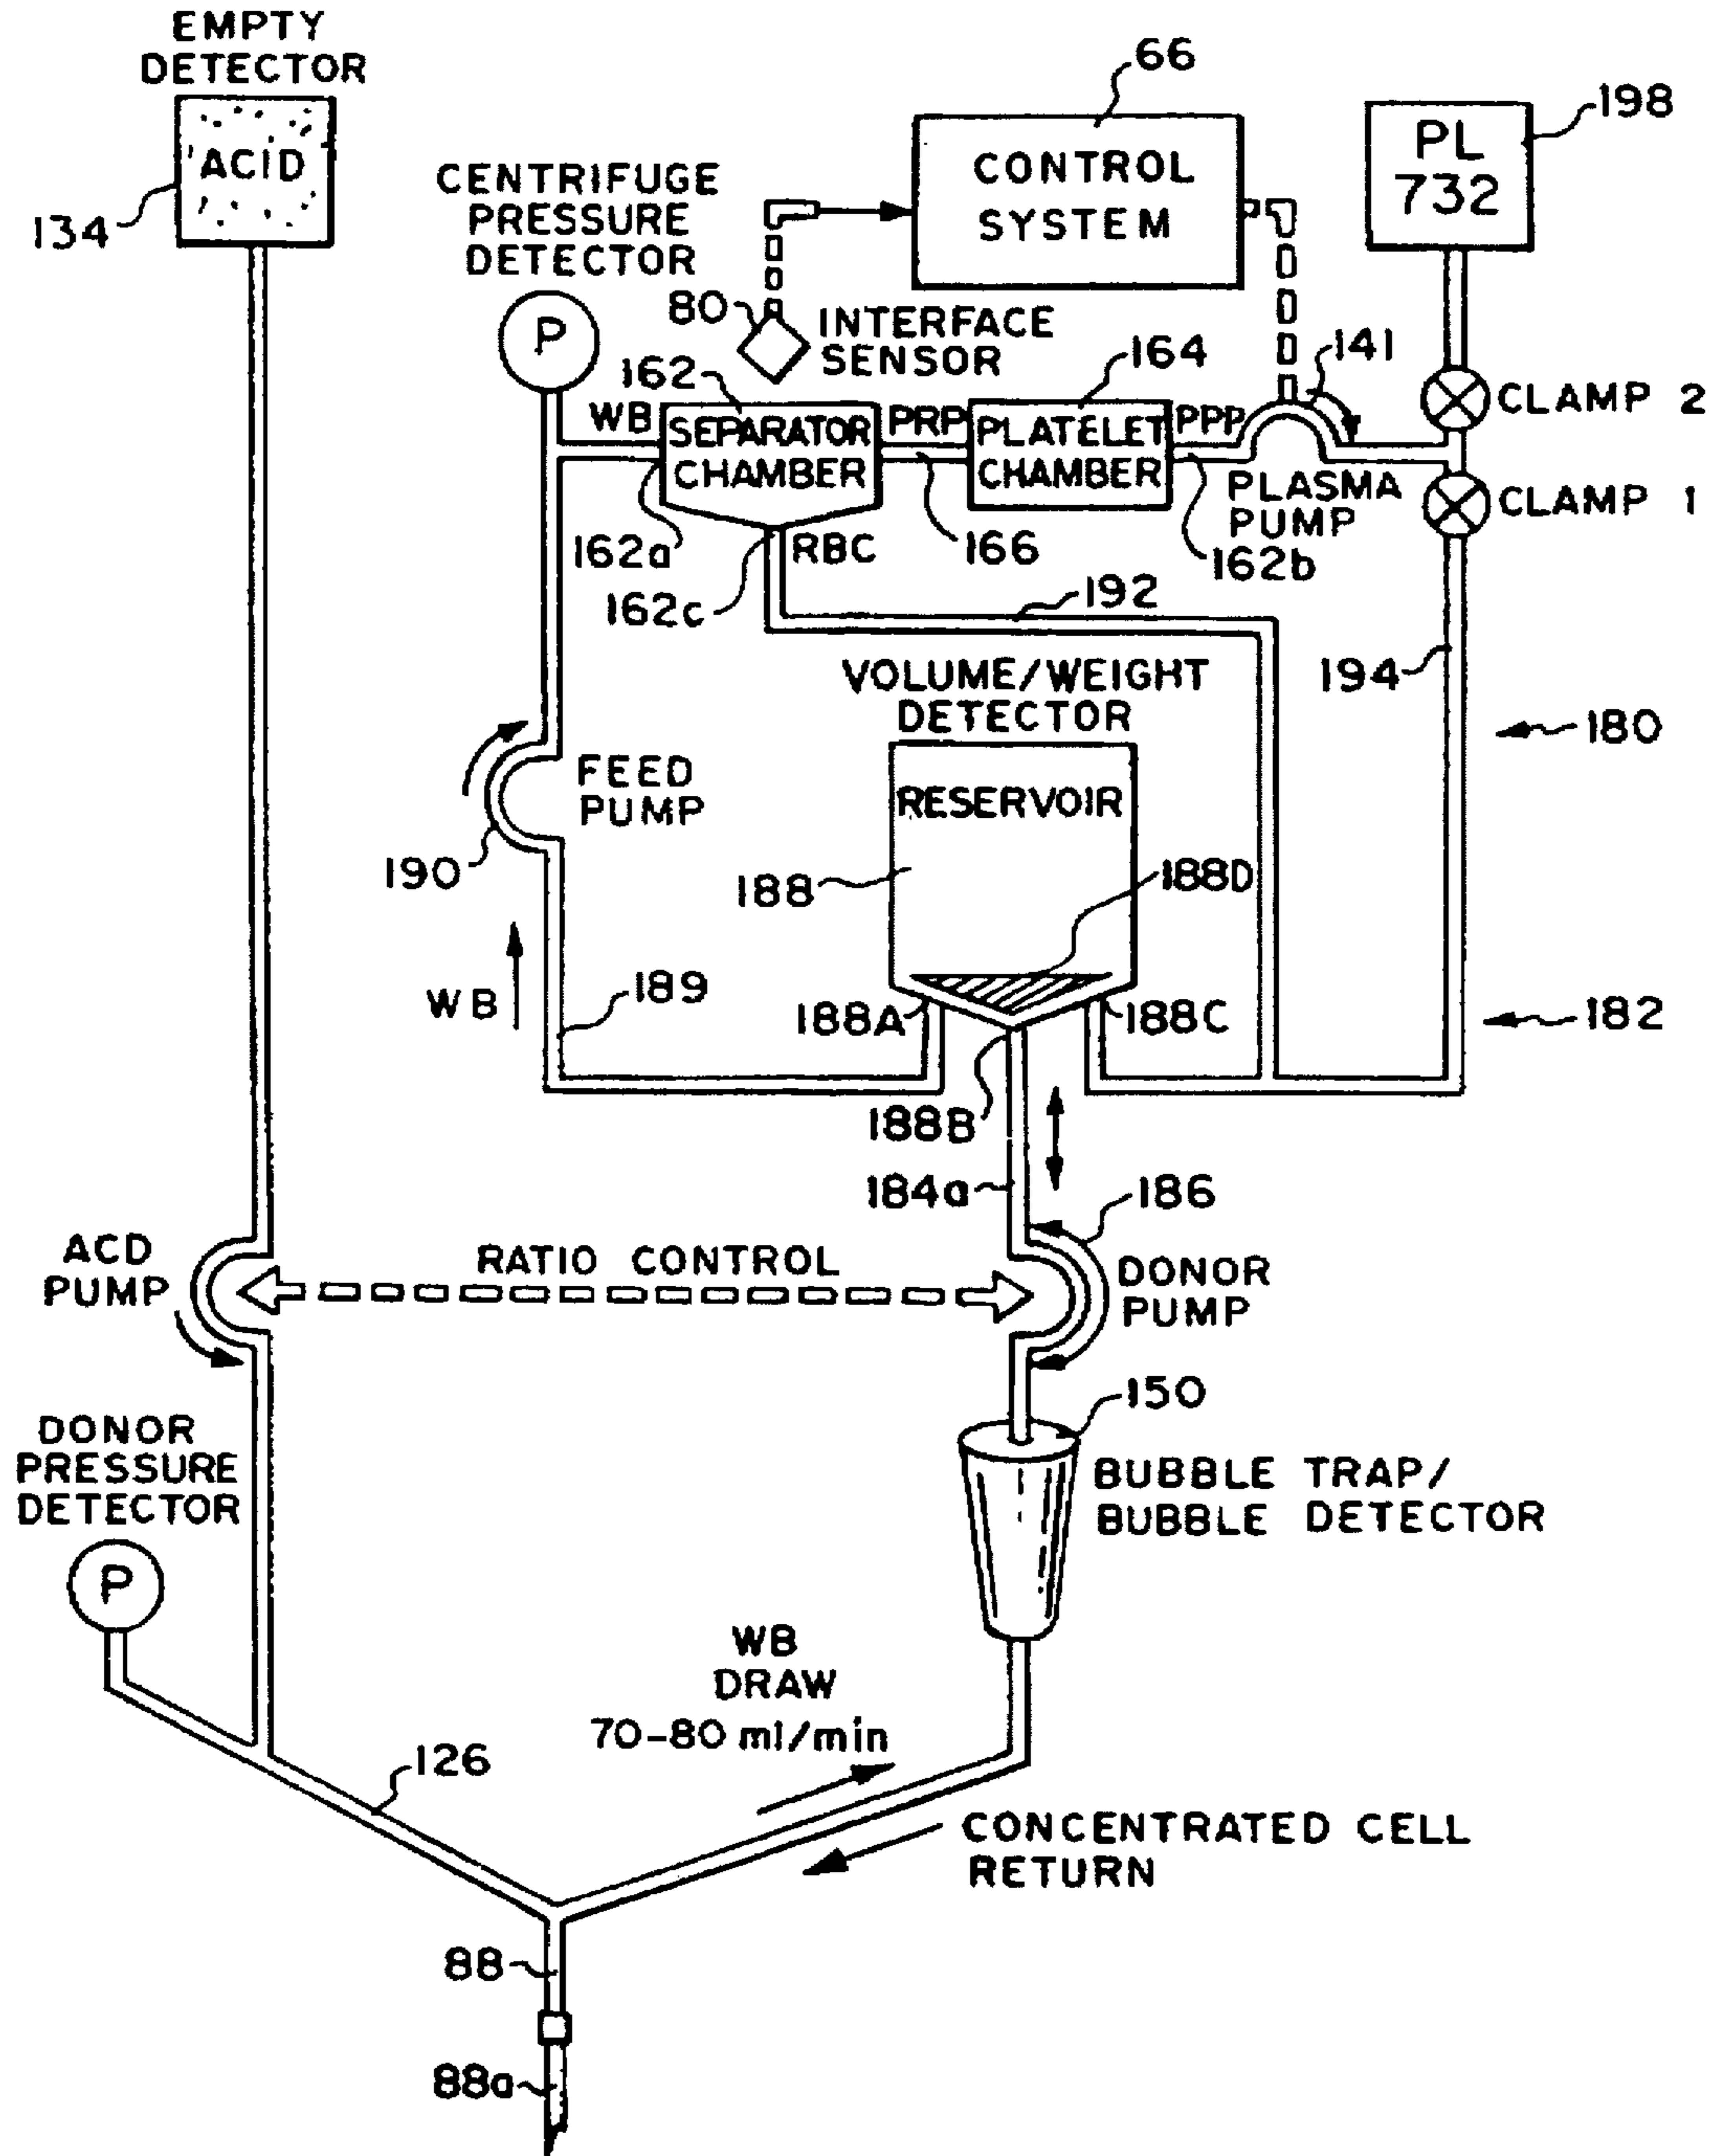 EMPTY
DETECTOR
ACID
134
CENTRIFUGE
PRESSURE
DETECTOR
P
66
CONTROL
SYSTEM
198
PL
732
80
INTERFACE
SENSOR
162
164
141
CLAMP 2
WB
SEPARATOR
CHAMBER
PRP
PLATELET
CHAMBER
PPP
PLASMA
PUMP
CLAMP 1
162a
RBC
166
162b
162c
192
194
VOLUME/WEIGHT
DETECTOR
180
FEED
PUMP
RESERVOIR
190
188
188D
WB
189
188A
188C
182
188B
184a
186
ACD
PUMP
RATIO CONTROL
DONOR
PUMP
150
DONOR
PRESSURE
DETECTOR
P
BUBBLE TRAP/
BUBBLE DETECTOR
WB
DRAW
70-80 ml/min
126
CONCENTRATED CELL
RETURN
88
88a